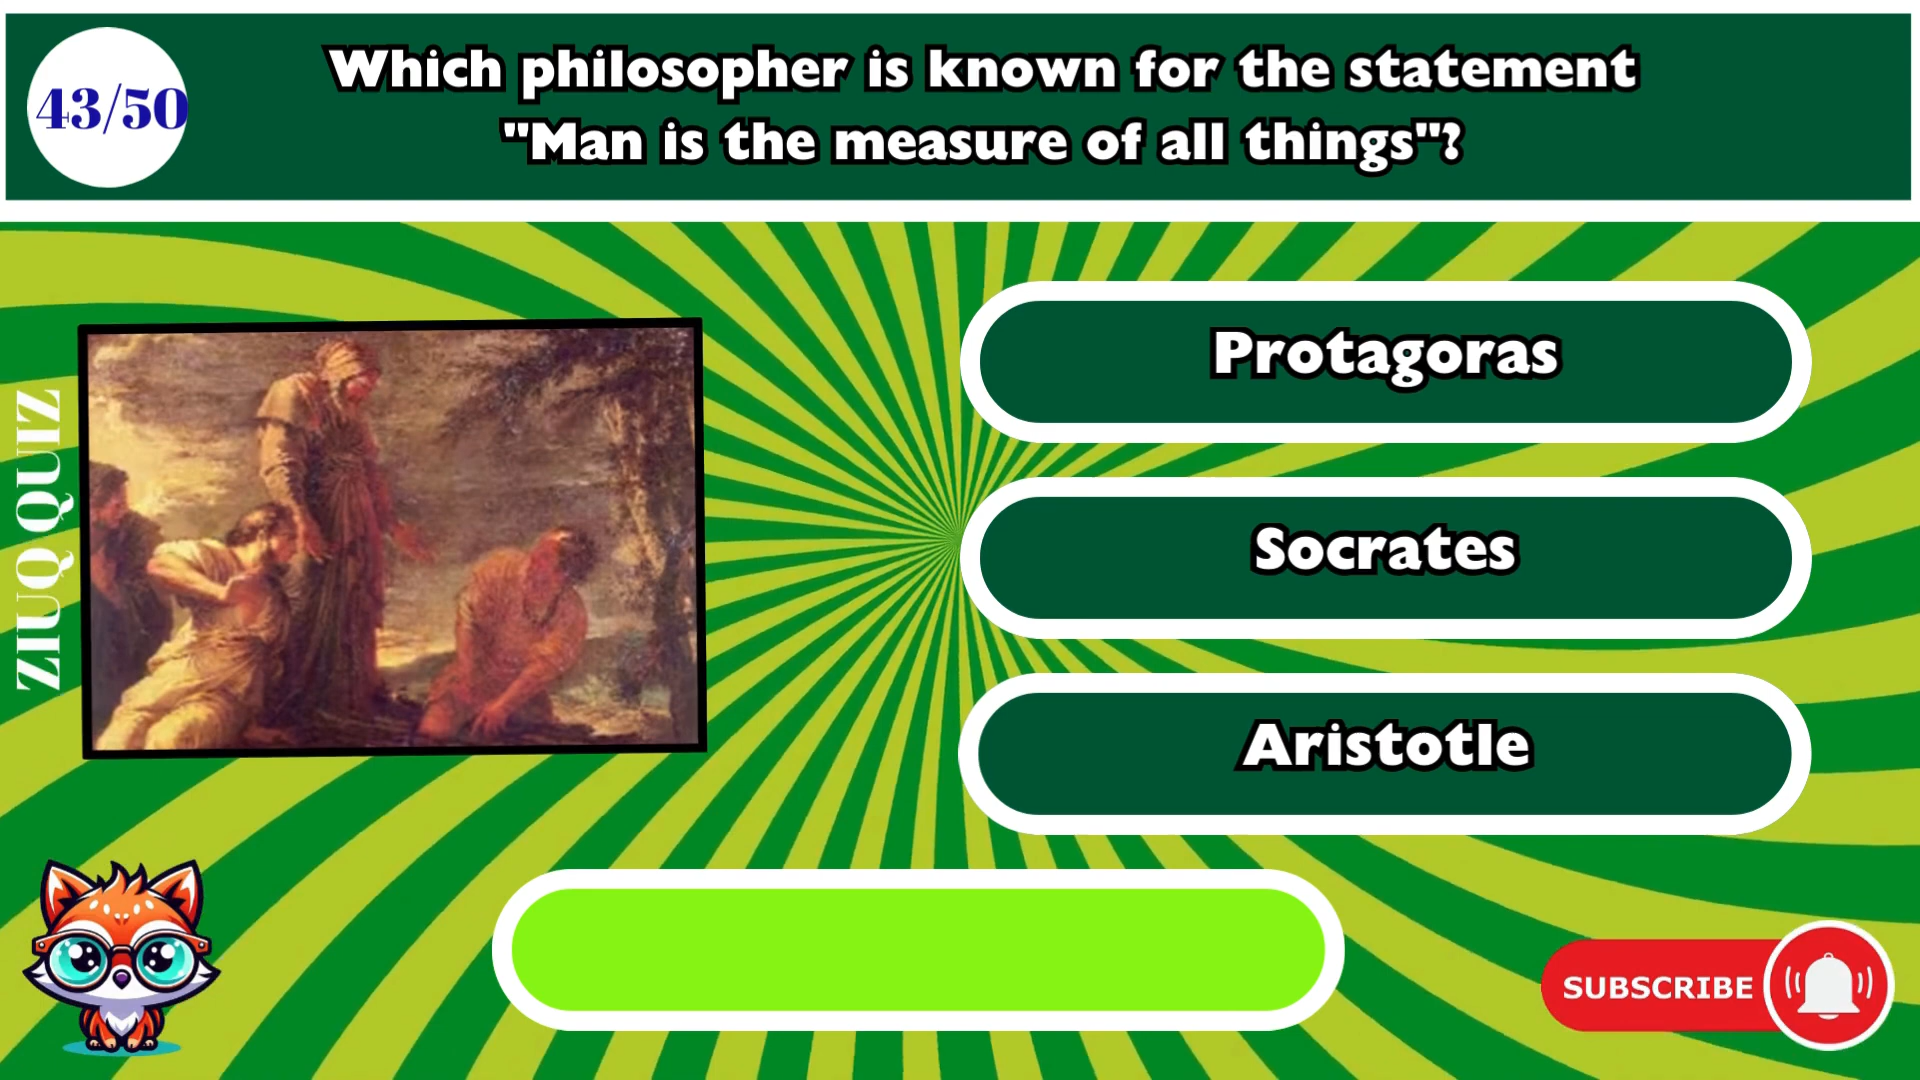 43/50
Which philosopher is known for the statement
"Man is the measure of all things"?
ZIUQ QUIZ
Protagoras
Socrates
Aristotle
SUBSCRIBE